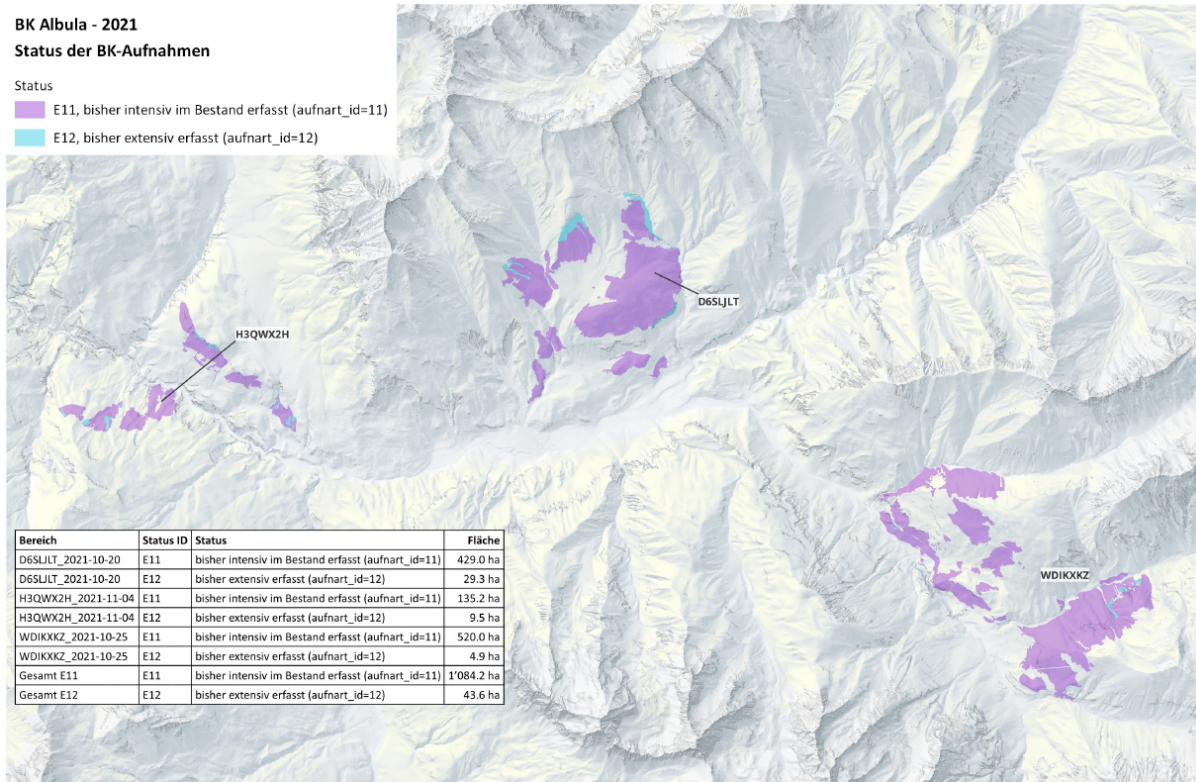 BK Albula - 2021
Status der BK-Aufnahmen
Status
E11, bisher intensiv im Bestand erfasst (aufnart_id=11)
E12, bisher extensiv erfasst (aufnart_id=12)
D6SLJLT
H3QWX2H
WDIKXKZ
Bereich Status ID Status Fläche
D6SLJLT_2021-10-20 E11 bisher intensiv im Bestand erfasst (aufnart_id=11) 429.0 ha
D6SLJLT_2021-10-20 E12 bisher extensiv erfasst (aufnart_id=12) 29.3 ha
H3QWX2H_2021-11-04 E11 bisher intensiv im Bestand erfasst (aufnart_id=11) 135.2 ha
H3QWX2H_2021-11-04 E12 bisher extensiv erfasst (aufnart_id=12) 9.5 ha
WDIKXKZ_2021-10-25 E11 bisher intensiv im Bestand erfasst (aufnart_id=11) 520.0 ha
WDIKXKZ_2021-10-25 E12 bisher extensiv erfasst (aufnart_id=12) 4.9 ha
Gesamt E11 E11 bisher intensiv im Bestand erfasst (aufnart_id=11) 1'084.2 ha
Gesamt E12 E12 bisher extensiv erfasst (aufnart_id=12) 43.6 ha